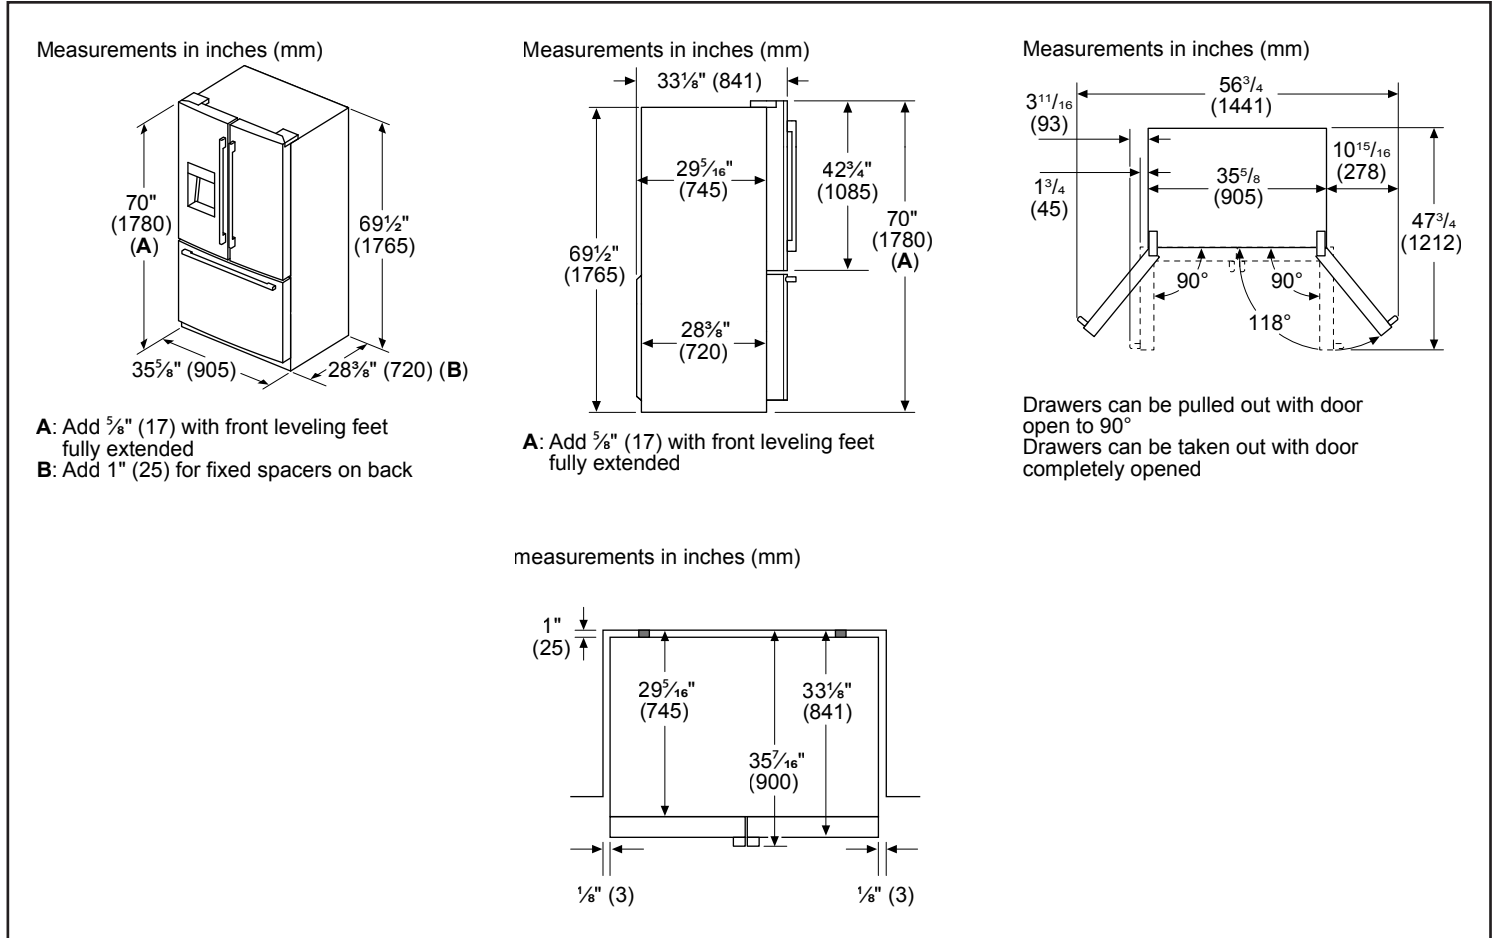 Measurements in inches (mm)
70"
(1780)
(A)
69½"
(1765)
35⅝" (905)
28⅜" (720) (B)
A: Add ⅝" (17) with front leveling feet
fully extended
B: Add 1" (25) for fixed spacers on back
Measurements in inches (mm)
33⅛" (841)
29⁵⁄₁₆"
(745)
42¾"
(1085)
70"
(1780)
(A)
69½"
(1765)
28⅜"
(720)
A: Add ⅝" (17) with front leveling feet
fully extended
Measurements in inches (mm)
56³/₄
(1441)
3¹¹/₁₆
(93)
10¹⁵/₁₆
(278)
35⁵/₈
(905)
1³/₄
(45)
47³/₄
(1212)
90°
90°
118°
Drawers can be pulled out with door
open to 90°
Drawers can be taken out with door
completely opened
measurements in inches (mm)
1"
(25)
29⁵⁄₁₆"
(745)
33⅛"
(841)
35⁷⁄₁₆"
(900)
⅛" (3)
⅛" (3)